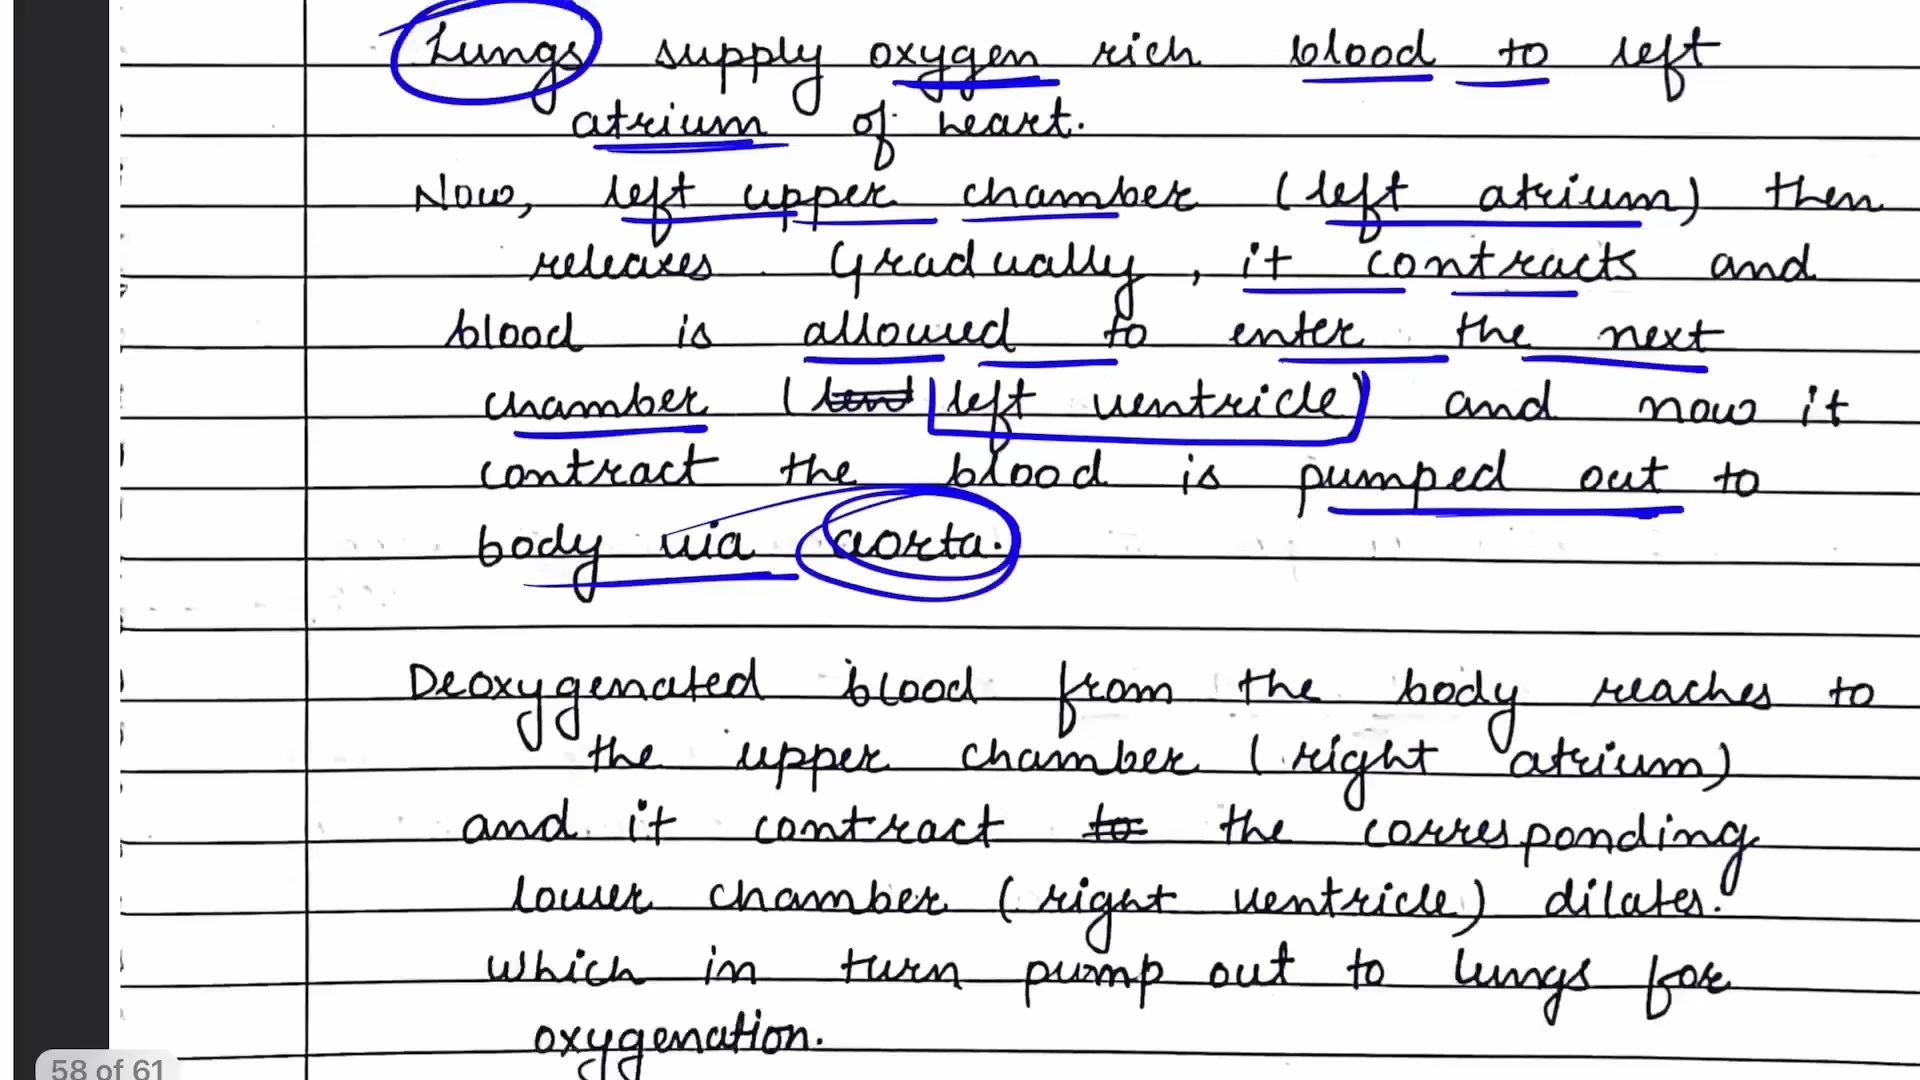 Lungs supply oxygen rich blood to left
atrium of heart.
Now, left upper chamber (left atrium) then
relaxes Gradually, it contracts and
blood is allowed to enter the next
chamber (left ventricle) and now it
contract the blood is pumped out to
body via aorta.
Deoxygenated blood from the body reaches to
the upper chamber (right atrium)
and it contract to the corresponding
lower chamber (right ventricle) dilates.
which in turn pump out to lungs for
oxygenation.
58 of 61